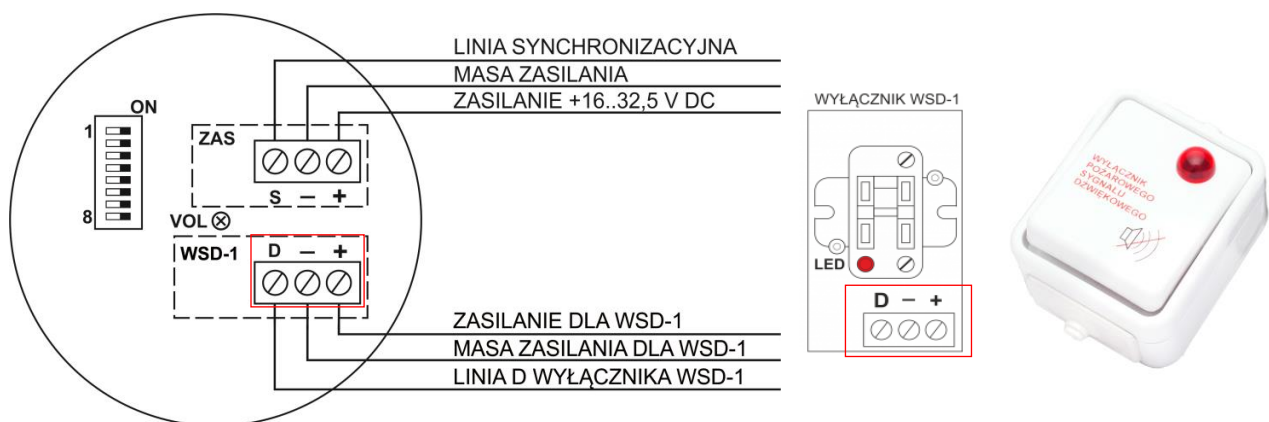 LINIA SYNCHRONIZACYJNA
MASA ZASILANIA
ZASILANIE +16..32,5 V DC
ON
1
8
ZAS
S – +
VOL
WSD-1
D – +
ZASILANIE DLA WSD-1
MASA ZASILANIA DLA WSD-1
LINIA D WYŁĄCZNIKA WSD-1
WYŁĄCZNIK WSD-1
LED
D – +
WYŁĄCZNIK
POŻAROWEGO
SYGNAŁU
DŹWIĘKOWEGO